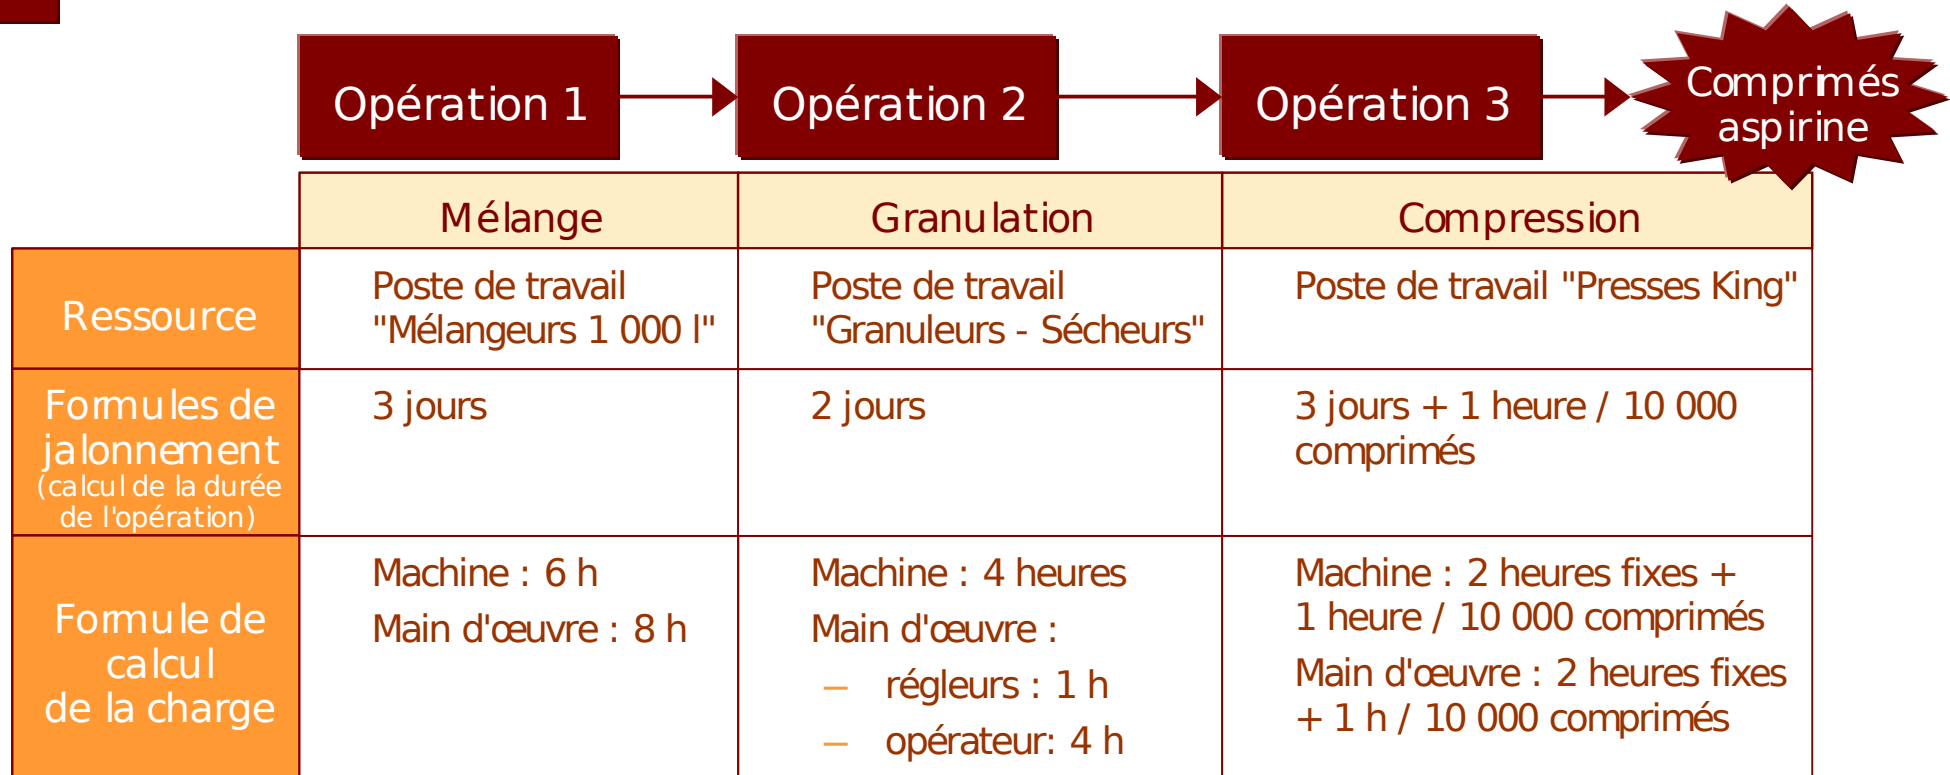 Opération 1
Opération 2
Opération 3
Comprimés
aspirine
Mélange
Granulation
Compression
Ressource
Poste de travail
"Mélangeurs 1 000 l"
Poste de travail
"Granuleurs - Sécheurs"
Poste de travail "Presses King"
Formules de
jalonnement
(calcul de la durée
de l'opération)
3 jours
2 jours
3 jours + 1 heure / 10 000
comprimés
Formule de
calcul
de la charge
Machine : 6 h
Main d'œuvre : 8 h
Machine : 4 heures
Main d'œuvre :
– régleurs : 1 h
– opérateur: 4 h
Machine : 2 heures fixes +
1 heure / 10 000 comprimés
Main d'œuvre : 2 heures fixes
+ 1 h / 10 000 comprimés